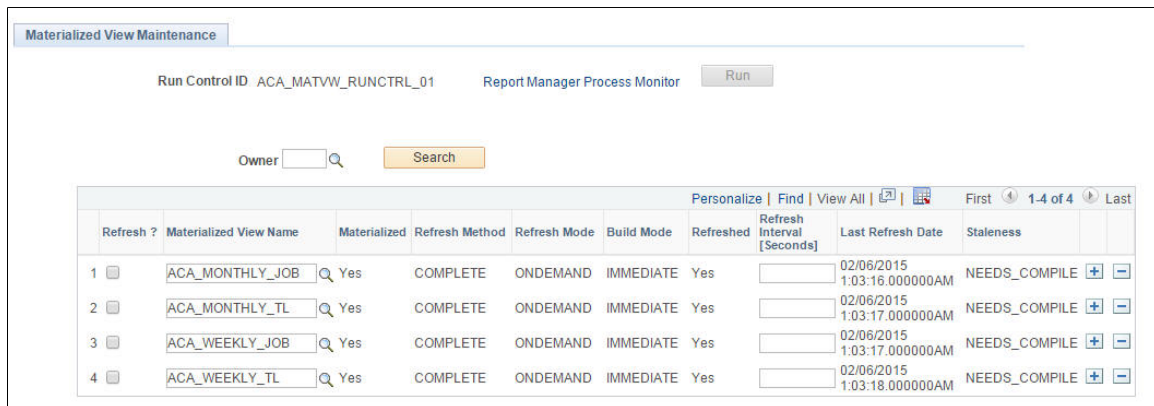 Materialized View Maintenance
Run Control ID ACA_MATVW_RUNCTRL_01 Report Manager Process Monitor Run
Owner Search
Personalize | Find | View All | | First 1-4 of 4 Last
Refresh ? Materialized View Name Materialized Refresh Method Refresh Mode Build Mode Refreshed Refresh Interval [Seconds] Last Refresh Date Staleness
1 ACA_MONTHLY_JOB Yes COMPLETE ONDEMAND IMMEDIATE Yes 02/06/2015 1:03:16.000000AM NEEDS_COMPILE + −
2 ACA_MONTHLY_TL Yes COMPLETE ONDEMAND IMMEDIATE Yes 02/06/2015 1:03:17.000000AM NEEDS_COMPILE + −
3 ACA_WEEKLY_JOB Yes COMPLETE ONDEMAND IMMEDIATE Yes 02/06/2015 1:03:17.000000AM NEEDS_COMPILE + −
4 ACA_WEEKLY_TL Yes COMPLETE ONDEMAND IMMEDIATE Yes 02/06/2015 1:03:18.000000AM NEEDS_COMPILE + −